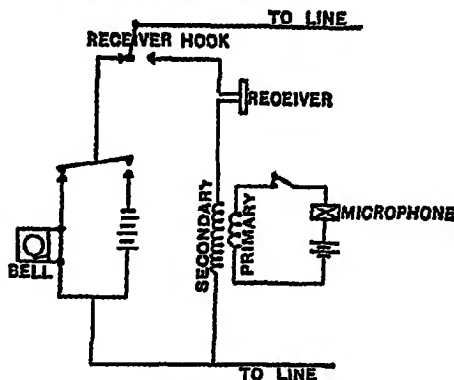 TO LINE
RECEIVER HOOK
RECEIVER
SECONDARY
PRIMARY
MICROPHONE
BELL
TO LINE